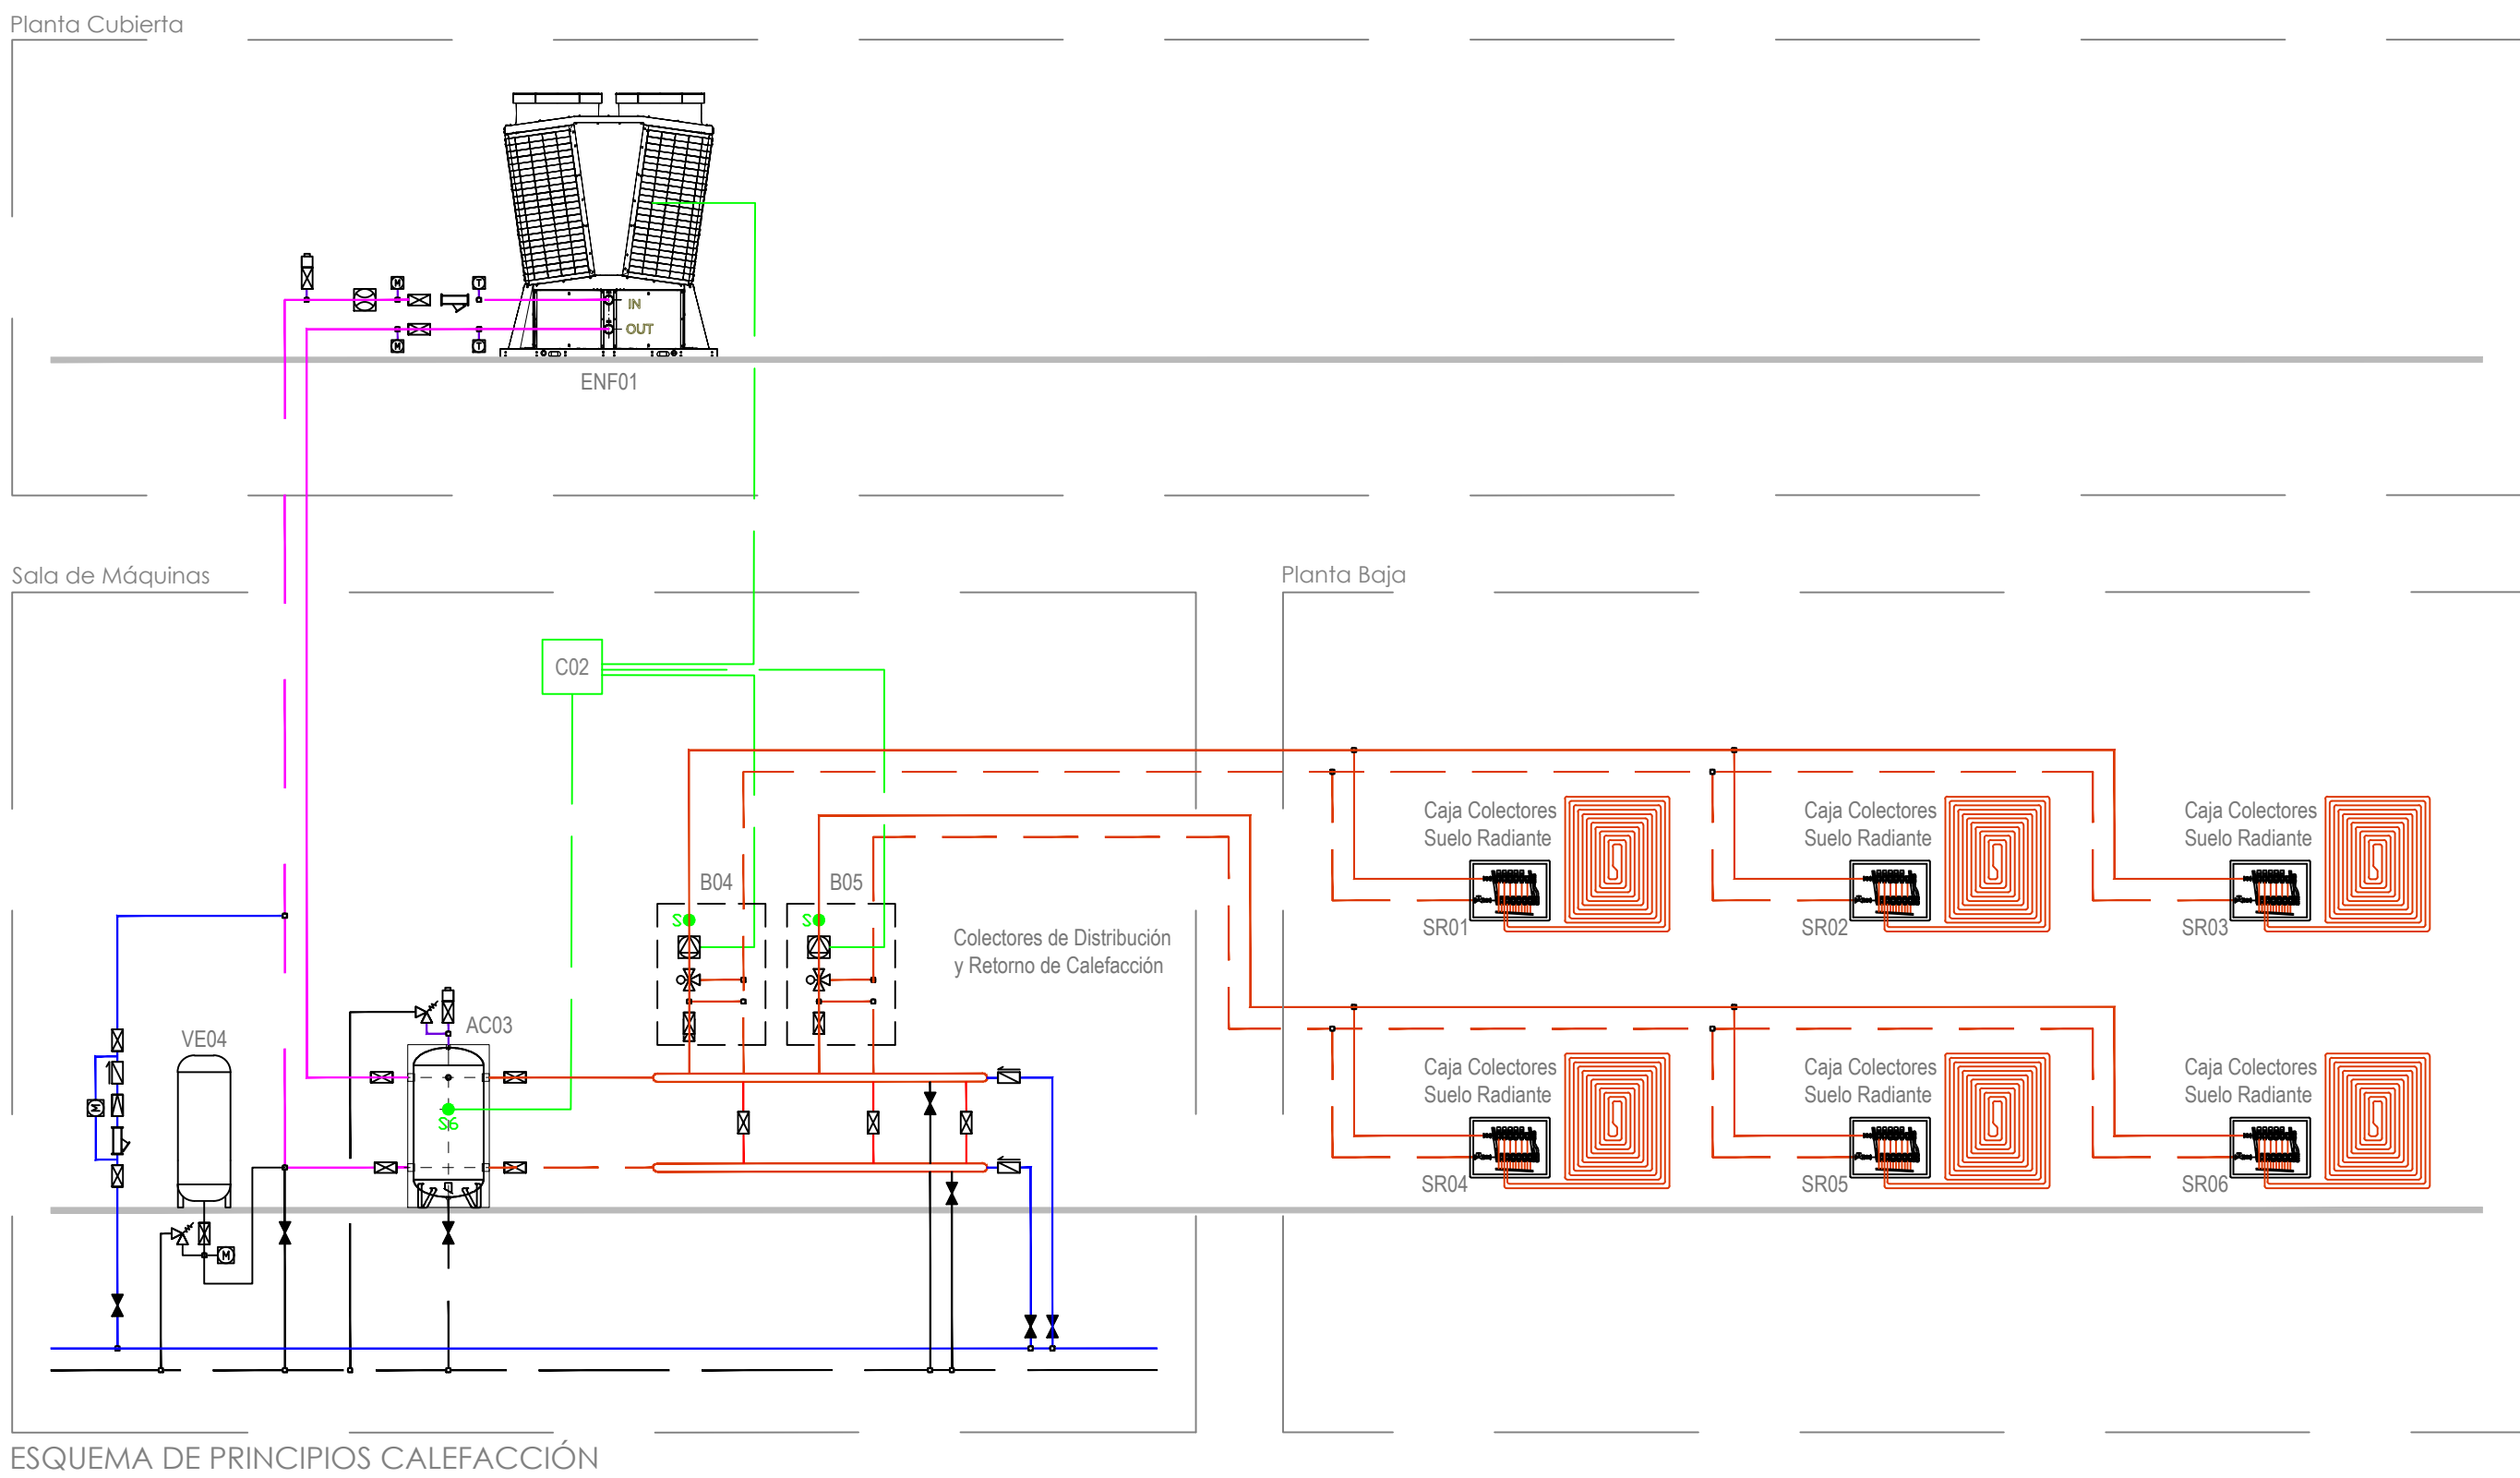 Planta Cubierta
M
T
IN
OUT
M
T
ENF01
Sala de Máquinas
Planta Baja
C02
Caja Colectores
Suelo Radiante
Caja Colectores
Suelo Radiante
Caja Colectores
Suelo Radiante
B04
B05
S
S
SR01
SR02
SR03
Colectores de Distribución
y Retorno de Calefacción
VE04
AC03
Caja Colectores
Suelo Radiante
Caja Colectores
Suelo Radiante
Caja Colectores
Suelo Radiante
M
S6
SR04
SR05
SR06
M
ESQUEMA DE PRINCIPIOS CALEFACCIÓN